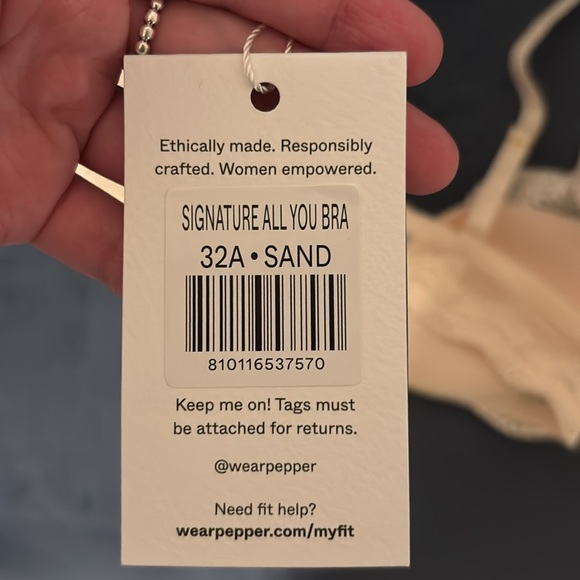 Ethically made. Responsibly
crafted. Women empowered.
SIGNATURE ALL YOU BRA
32A • SAND
810116537570
Keep me on! Tags must
be attached for returns.
@wearpepper
Need fit help?
wearpepper.com/myfit